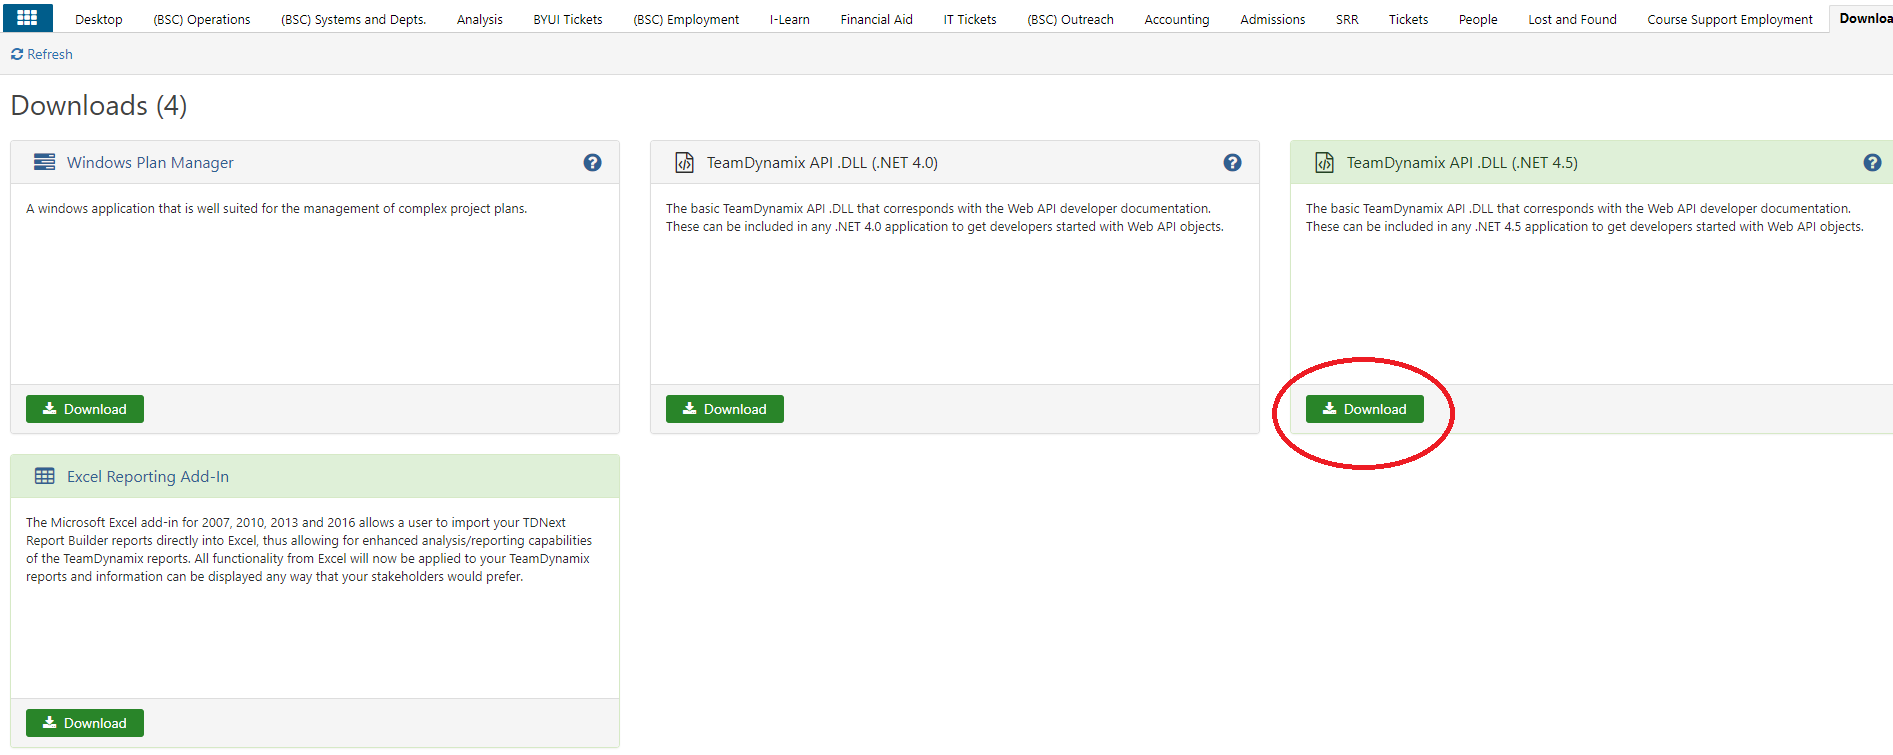 Desktop (BSC) Operations (BSC) Systems and Depts. Analysis BYUI Tickets (BSC) Employment I-Learn Financial Aid IT Tickets (BSC) Outreach Accounting Admissions SRR Tickets People Lost and Found Course Support Employment Downloa
Refresh
Downloads (4)
Windows Plan Manager
A windows application that is well suited for the management of complex project plans.
Download
TeamDynamix API .DLL (.NET 4.0)
The basic TeamDynamix API .DLL that corresponds with the Web API developer documentation.
These can be included in any .NET 4.0 application to get developers started with Web API objects.
Download
TeamDynamix API .DLL (.NET 4.5)
The basic TeamDynamix API .DLL that corresponds with the Web API developer documentation.
These can be included in any .NET 4.5 application to get developers started with Web API objects.
Download
Excel Reporting Add-In
The Microsoft Excel add-in for 2007, 2010, 2013 and 2016 allows a user to import your TDNext
Report Builder reports directly into Excel, thus allowing for enhanced analysis/reporting capabilities
of the TeamDynamix reports. All functionality from Excel will now be applied to your TeamDynamix
reports and information can be displayed any way that your stakeholders would prefer.
Download